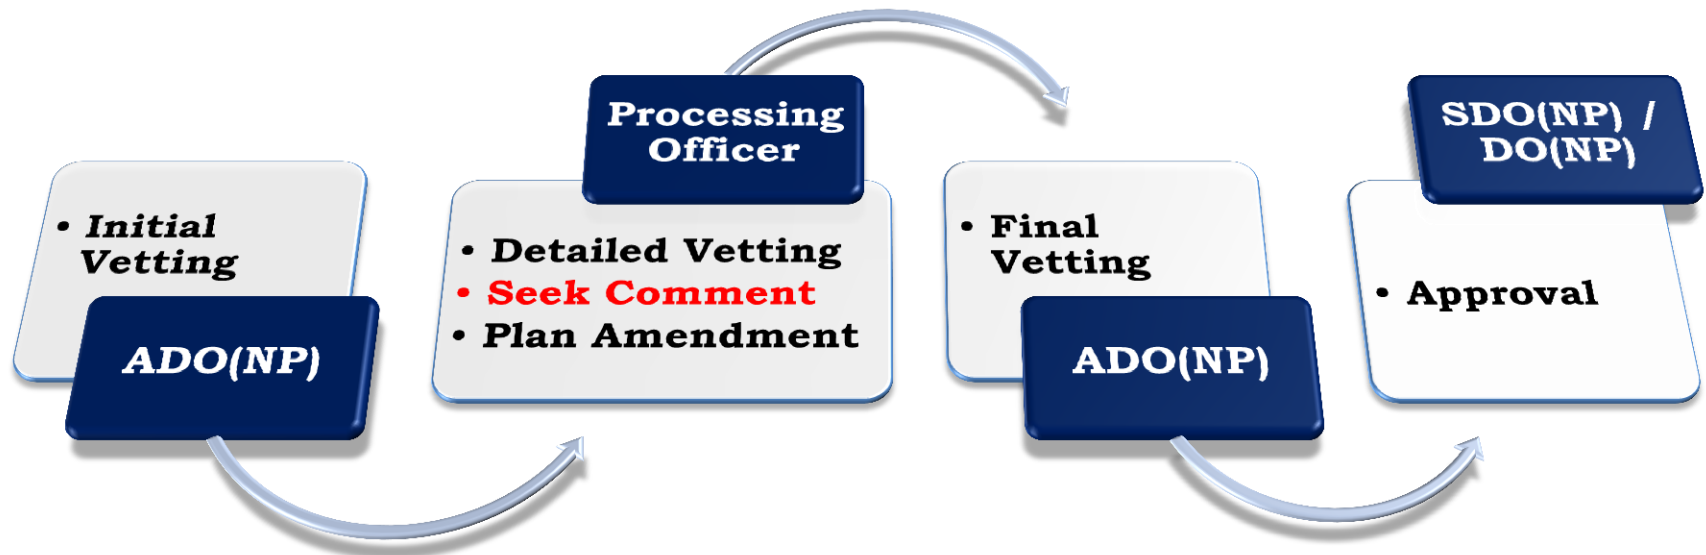 • Initial
Vetting
ADO(NP)
Processing
Officer
• Detailed Vetting
• Seek Comment
• Plan Amendment
• Final
Vetting
ADO(NP)
SDO(NP) /
DO(NP)
• Approval